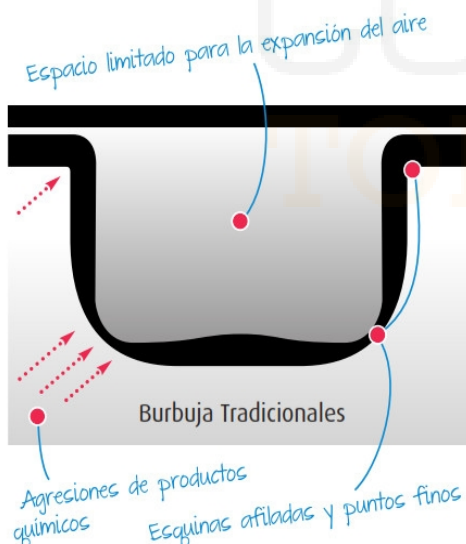 Espacio limitado para la expansión del aire
Burbuja Tradicionales
Agresiones de productos
químicos
Esquinas afiladas y puntos finos